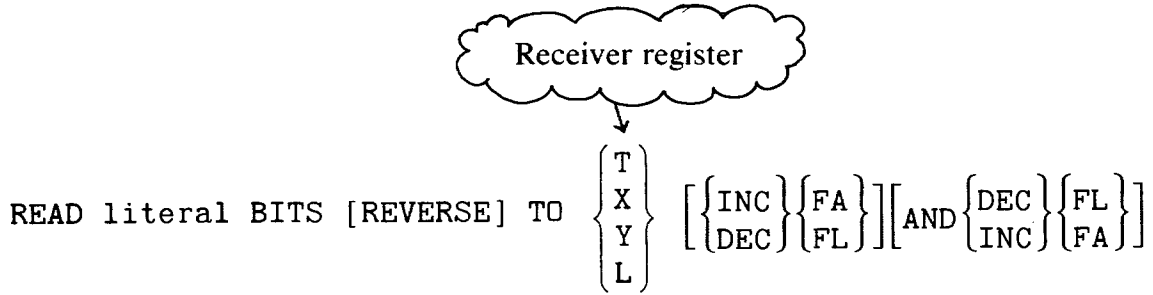 Receiver register
READ literal BITS [REVERSE] TO {T X Y L} [{INC DEC}{FA FL}][AND{DEC INC}{FL FA}]